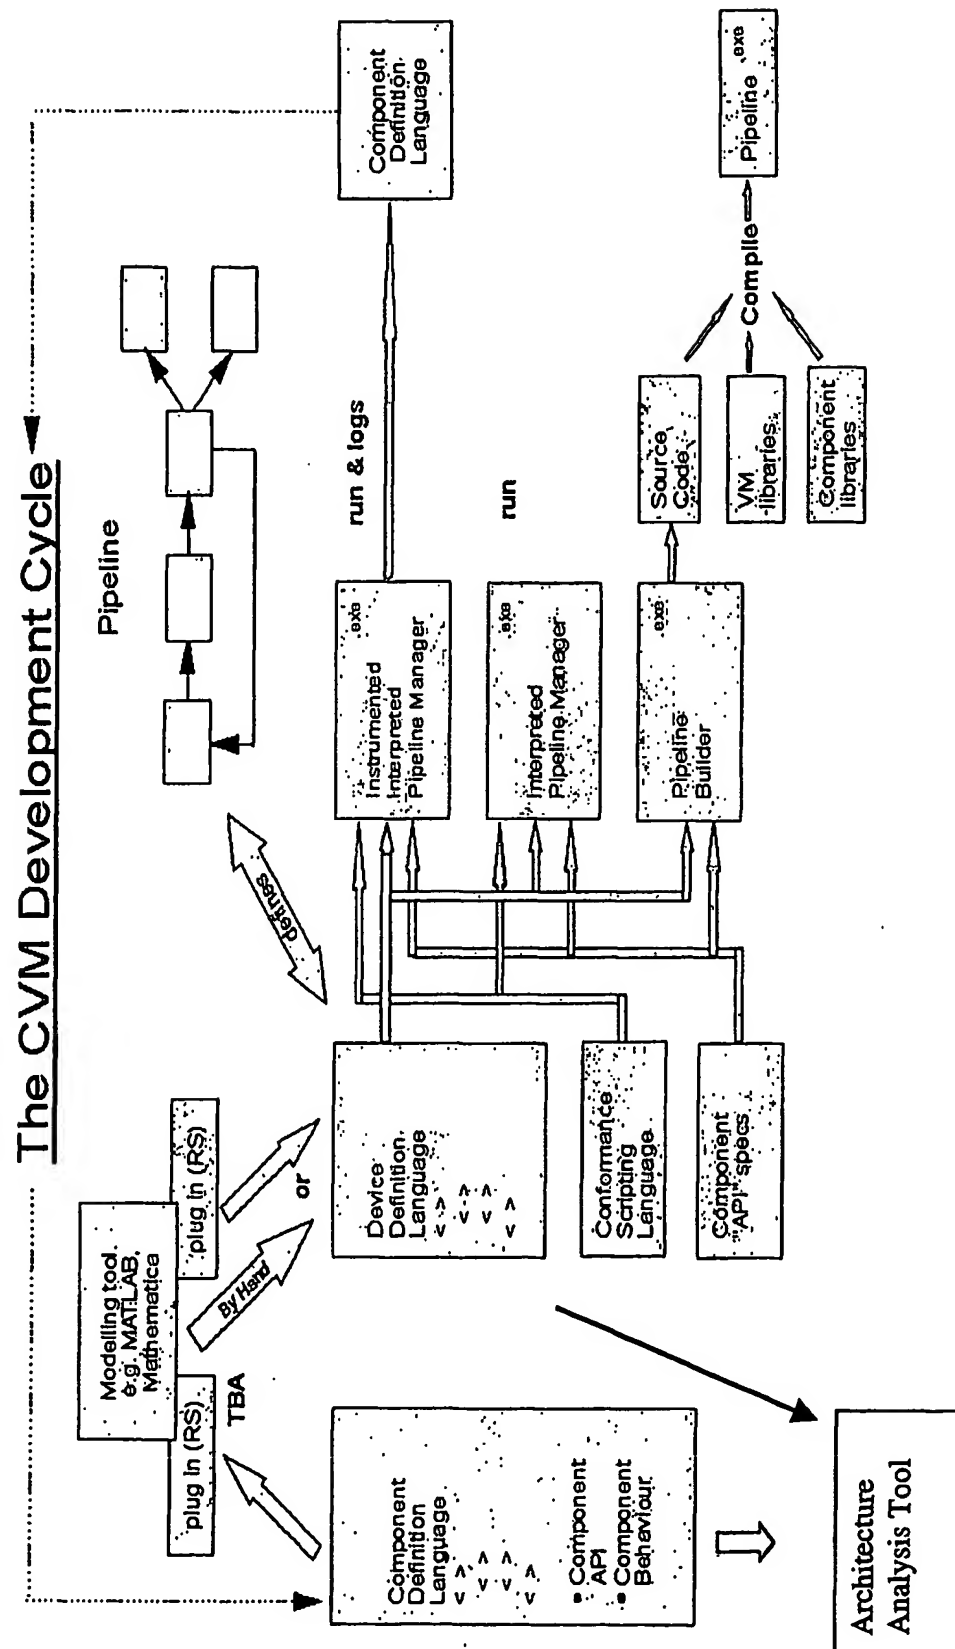 The CVM Development Cycle
Modelling tool.
e.g. MATLAB,
Mathematica
plug in (RS)
plug in (RS)
TBA
By Hand
or
defines
Pipeline
Component
Definition
Language
< >
< >
< >
• Component
API
• Component
Behaviour
Device
Definition
Language
< >
< >
< >
Conformance
Scripting
Language
Component
"API" specs
Instrumented
Interpreted
Pipeline Manager
exe
run & logs
Component
Definition
Language
Interpreted
Pipeline Manager
exe
run
Pipeline
Builder
exe
Source
Code
VM
libraries
Component
libraries
Compile
Pipeline
exe
Architecture
Analysis Tool